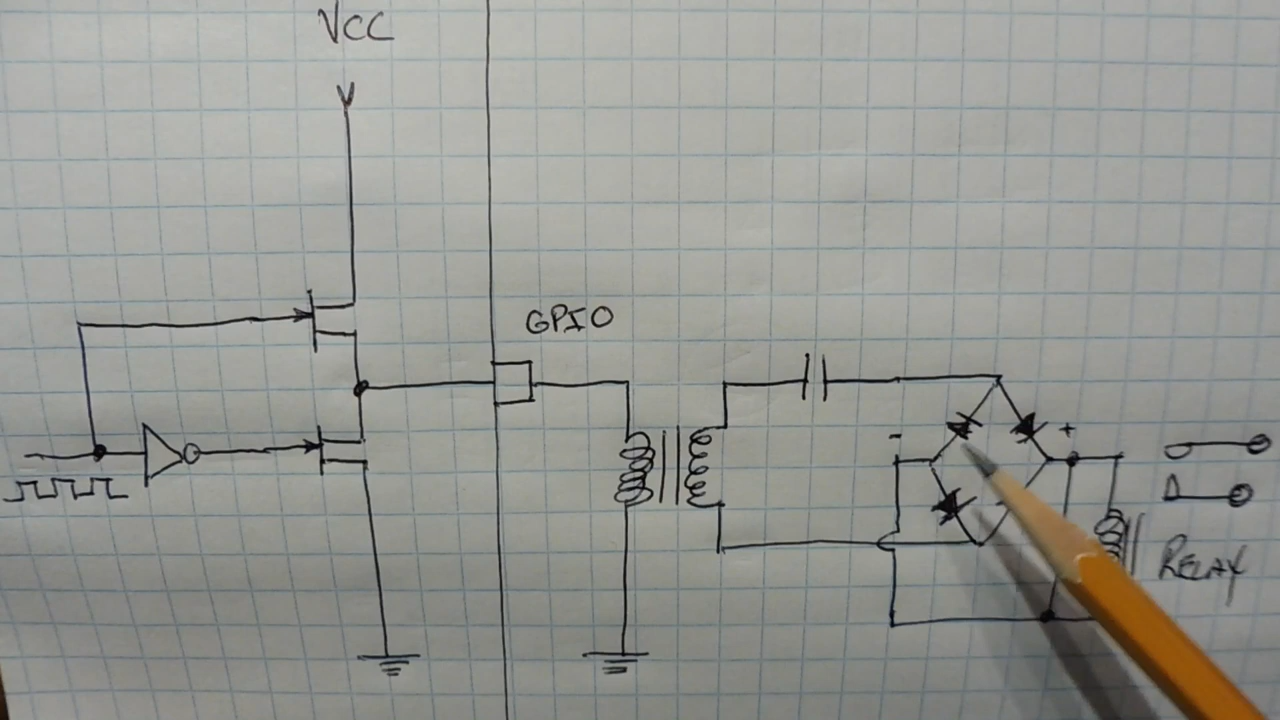 VCC
GPIO
-
+
RELAY